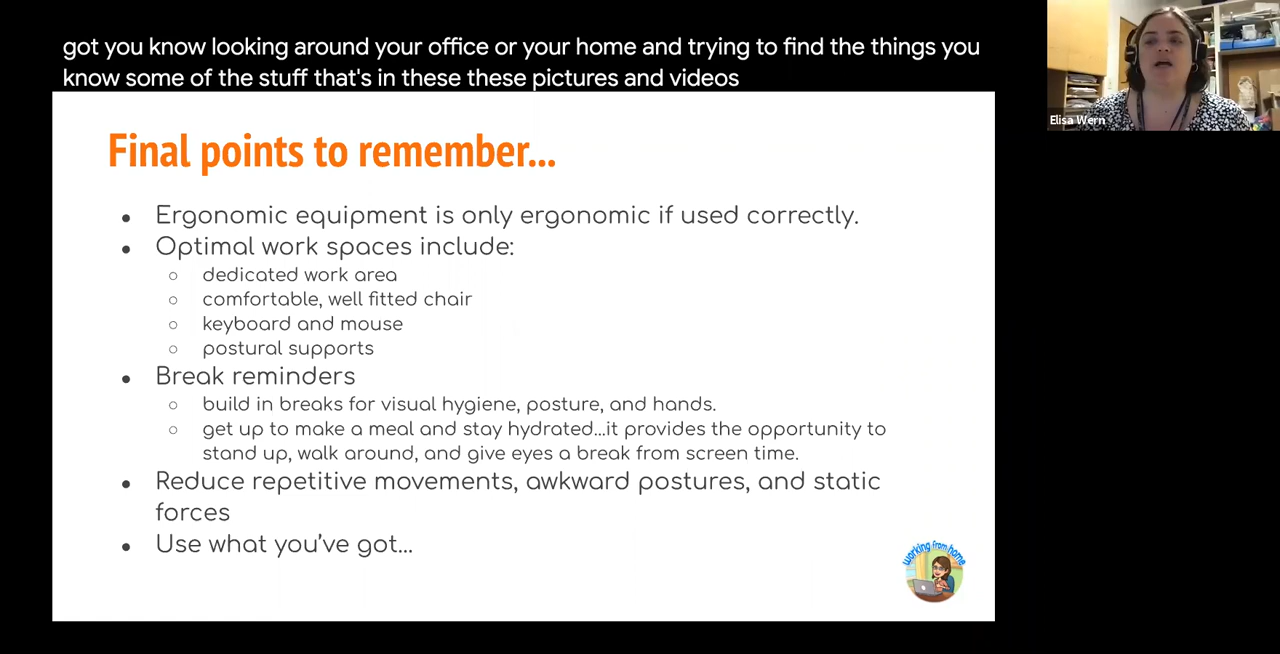 got you know looking around your office or your home and trying to find the things you
know some of the stuff that's in these these pictures and videos
Elisa Wern
Final points to remember...
● Ergonomic equipment is only ergonomic if used correctly.
● Optimal work spaces include:
○ dedicated work area
○ comfortable, well fitted chair
○ keyboard and mouse
○ postural supports
● Break reminders
○ build in breaks for visual hygiene, posture, and hands.
○ get up to make a meal and stay hydrated...it provides the opportunity to
stand up, walk around, and give eyes a break from screen time.
● Reduce repetitive movements, awkward postures, and static
forces
● Use what you’ve got...
working from home